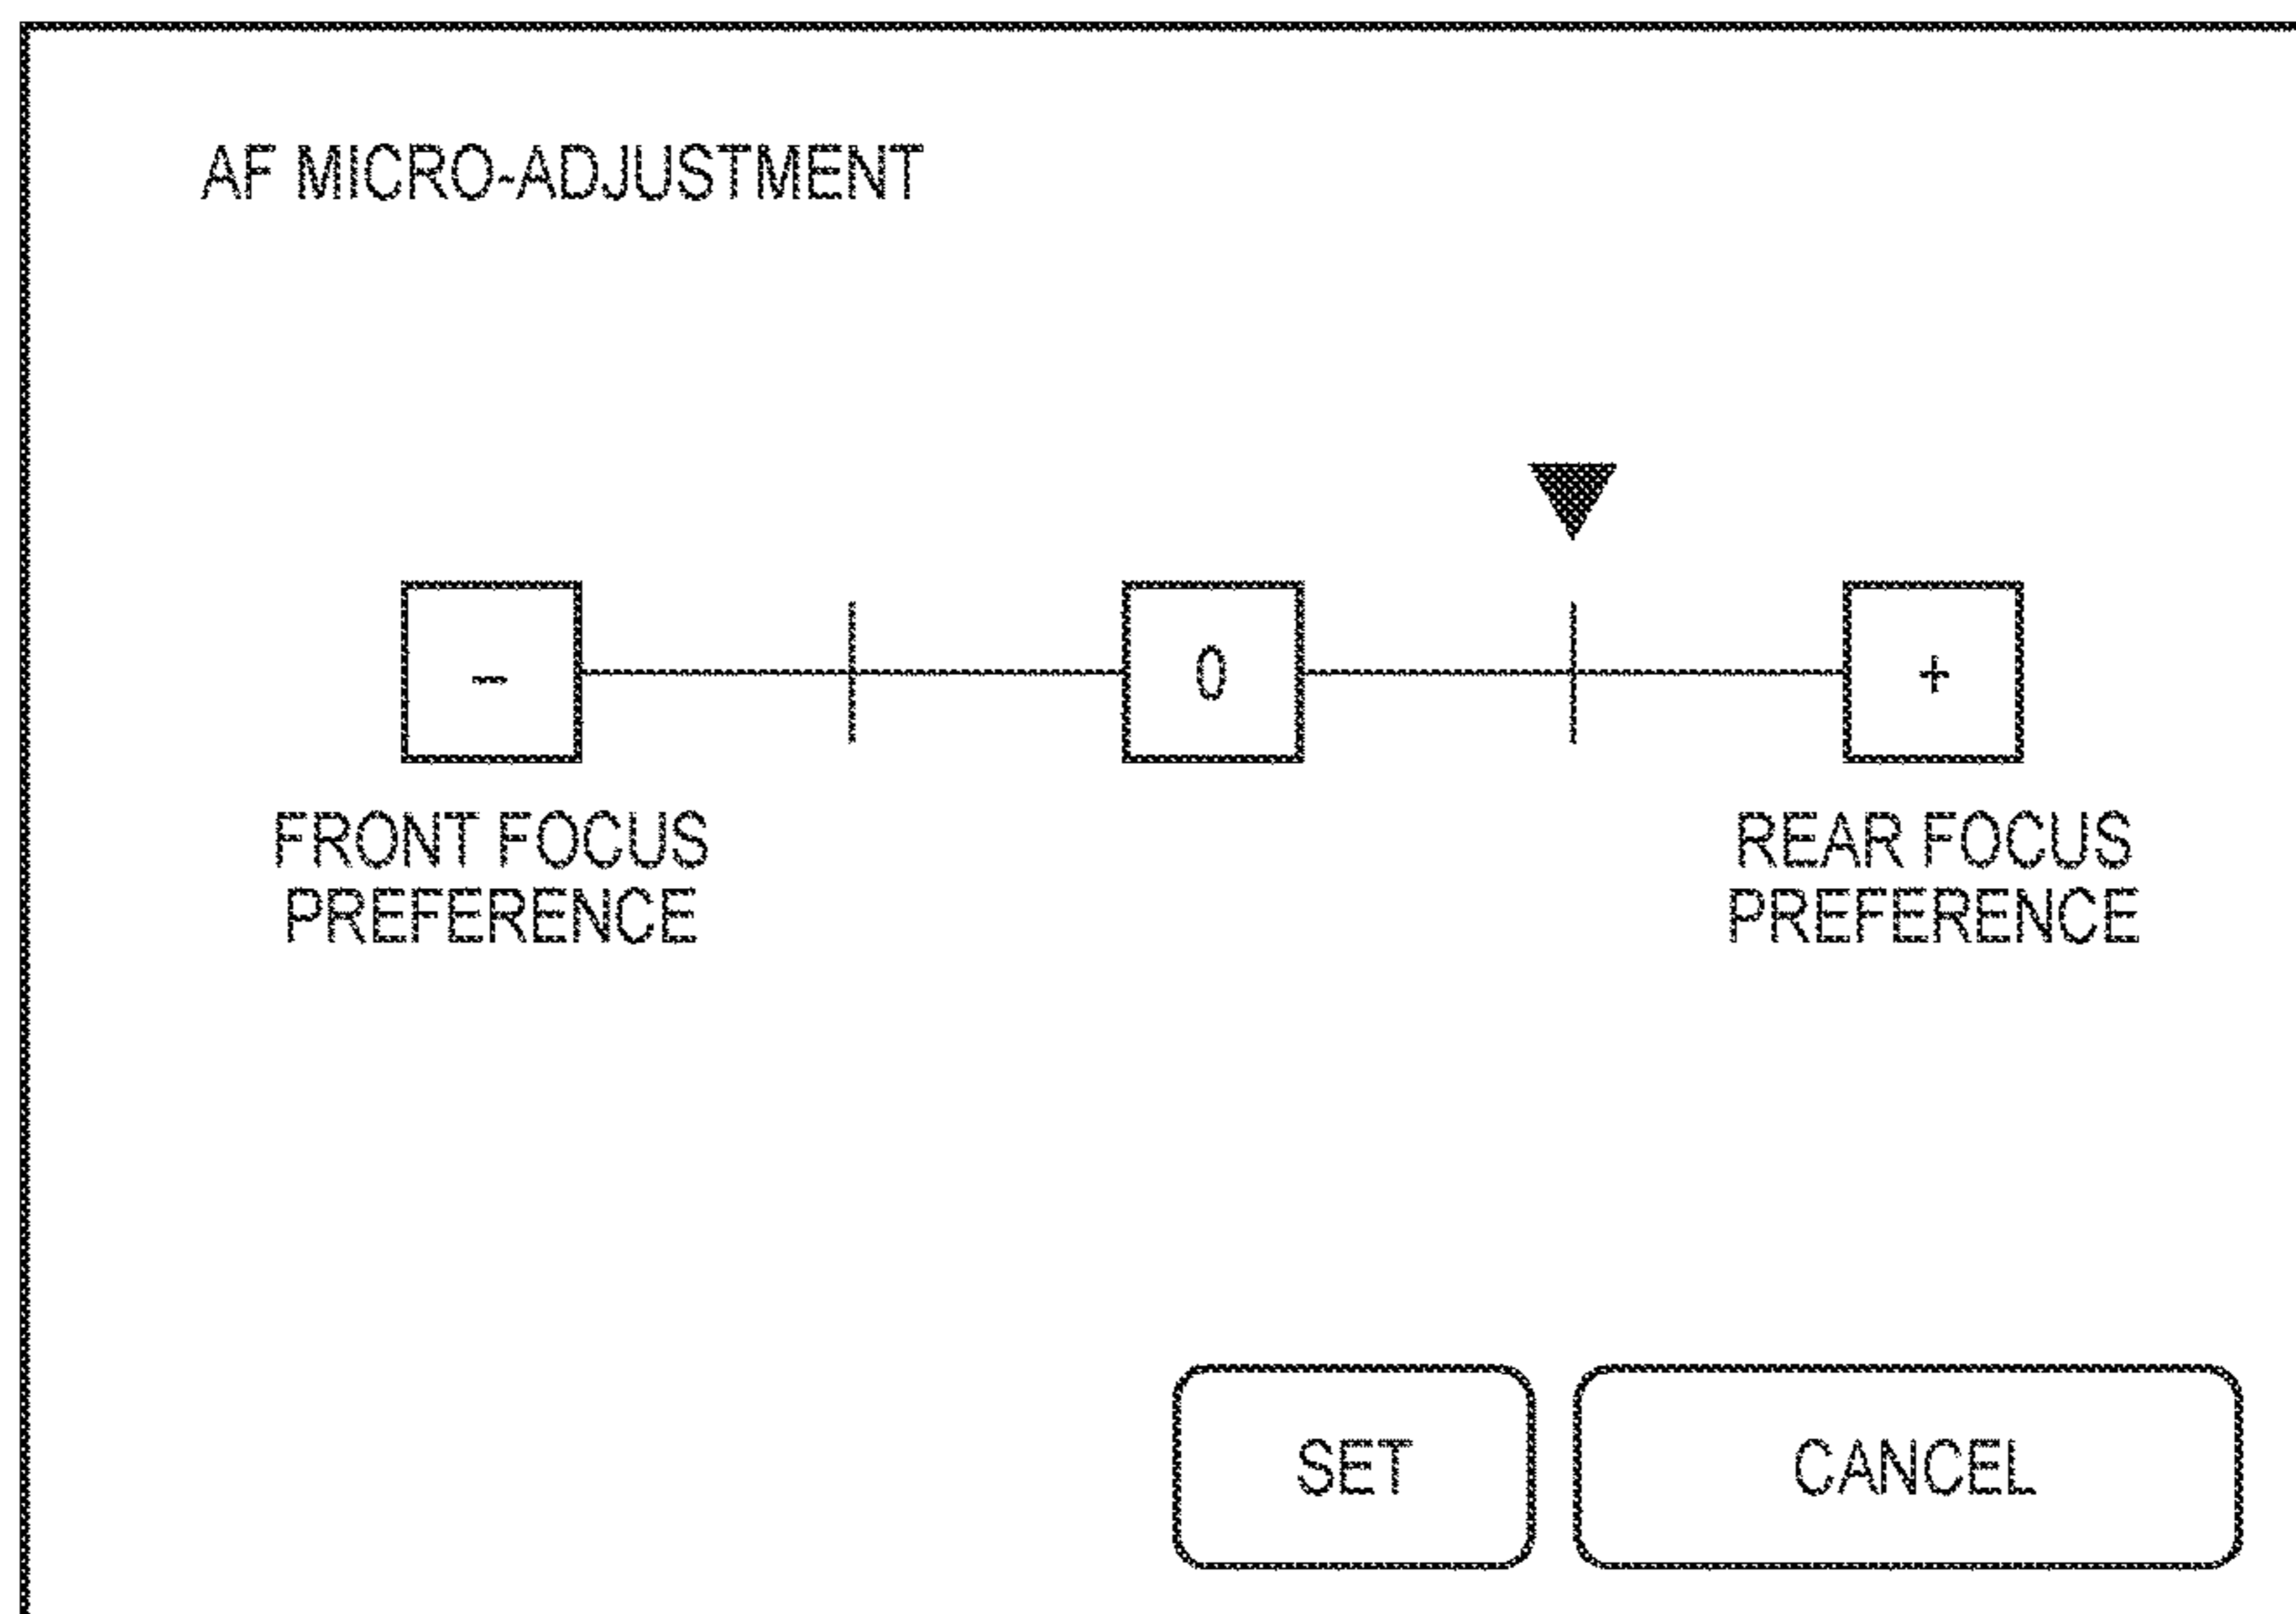 AF MICRO-ADJUSTMENT
- 0 +
FRONT FOCUS
PREFERENCE
REAR FOCUS
PREFERENCE
SET CANCEL